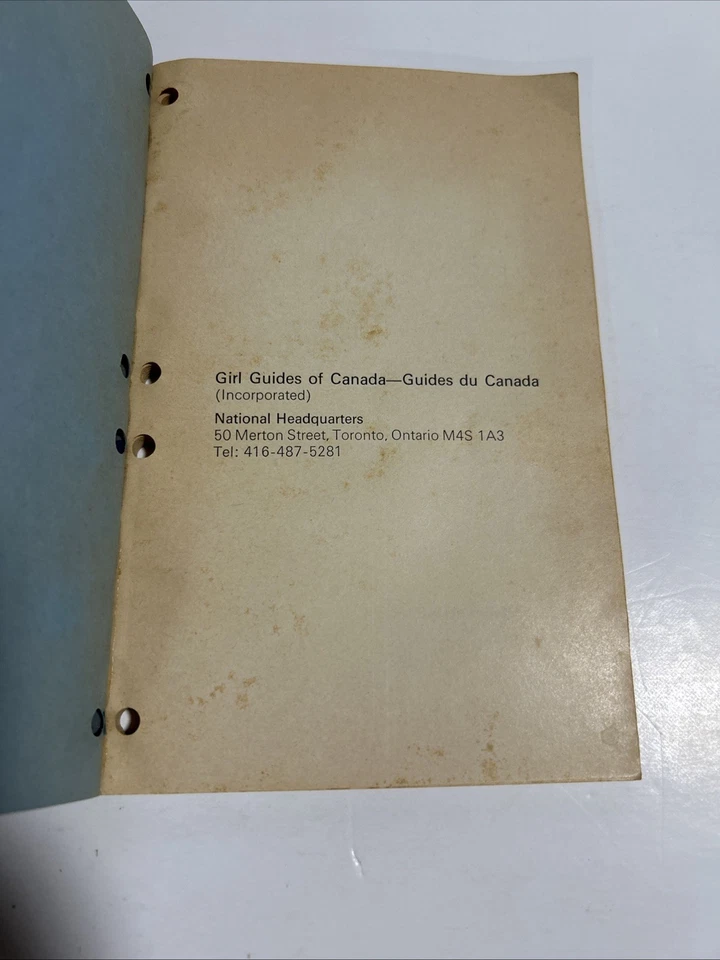 Girl Guides of Canada—Guides du Canada
(Incorporated)
National Headquarters
50 Merton Street, Toronto, Ontario M4S 1A3
Tel: 416-487-5281